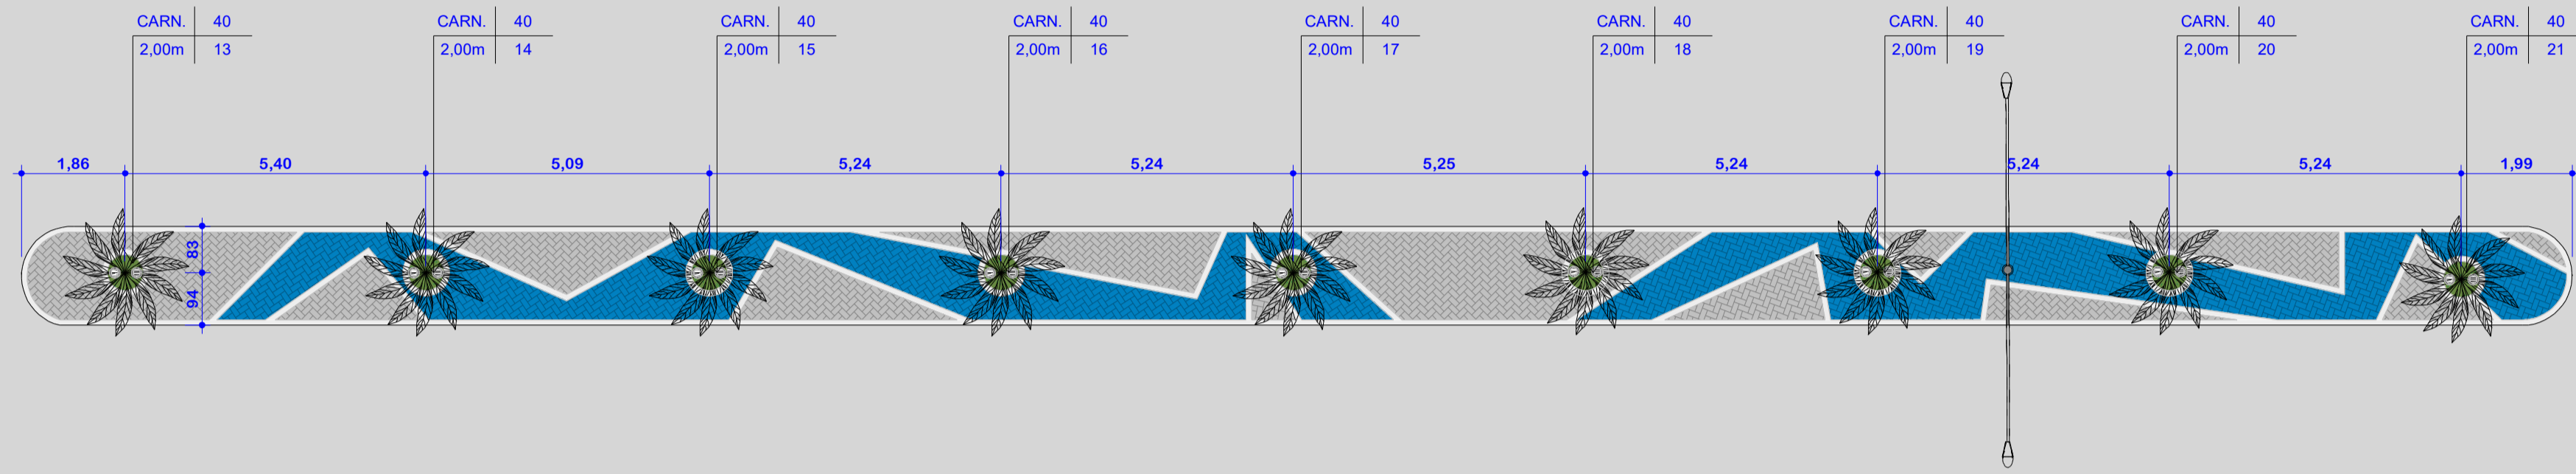 CARN. 40
2,00m 13
CARN. 40
2,00m 14
CARN. 40
2,00m 15
CARN. 40
2,00m 16
CARN. 40
2,00m 17
CARN. 40
2,00m 18
CARN. 40
2,00m 19
CARN. 40
2,00m 20
CARN. 40
2,00m 21
1,86 5,40 5,09 5,24 5,24 5,25 5,24 5,24 5,24 1,99
83
94